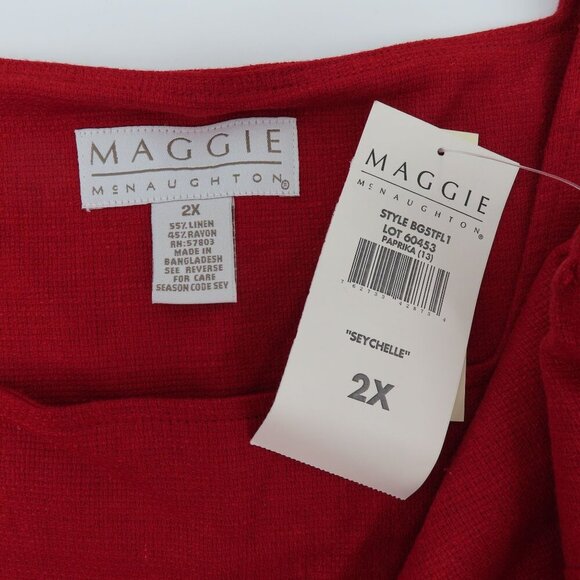 MAGGIE
McNAUGHTON®
2X
55% LINEN
45% RAYON
RN:57803
MADE IN
BANGLADESH
SEE REVERSE
FOR CARE
SEASON CODE SEY
MAGGIE
McNAUGHTON®
STYLE BGSTFL1
LOT 60453
PAPRIKA (13)
"SEYCHELLE"
2X